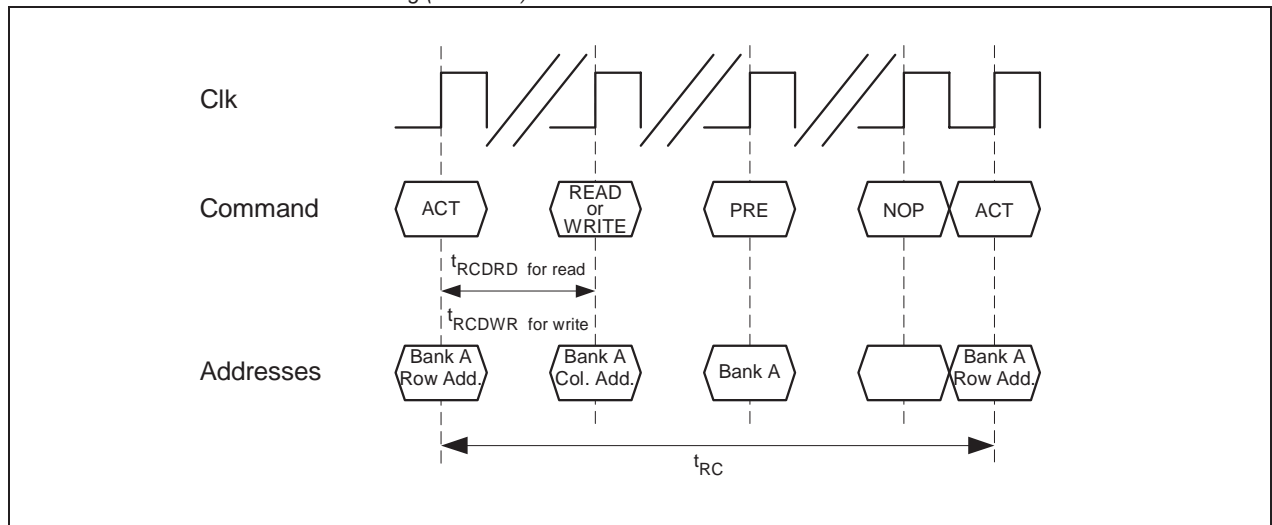 Clk
Command
ACT
READ
or
WRITE
PRE
NOP
ACT
tRCDRD for read
tRCDWR for write
Addresses
Bank A
Row Add.
Bank A
Col. Add.
Bank A
Bank A
Row Add.
tRC